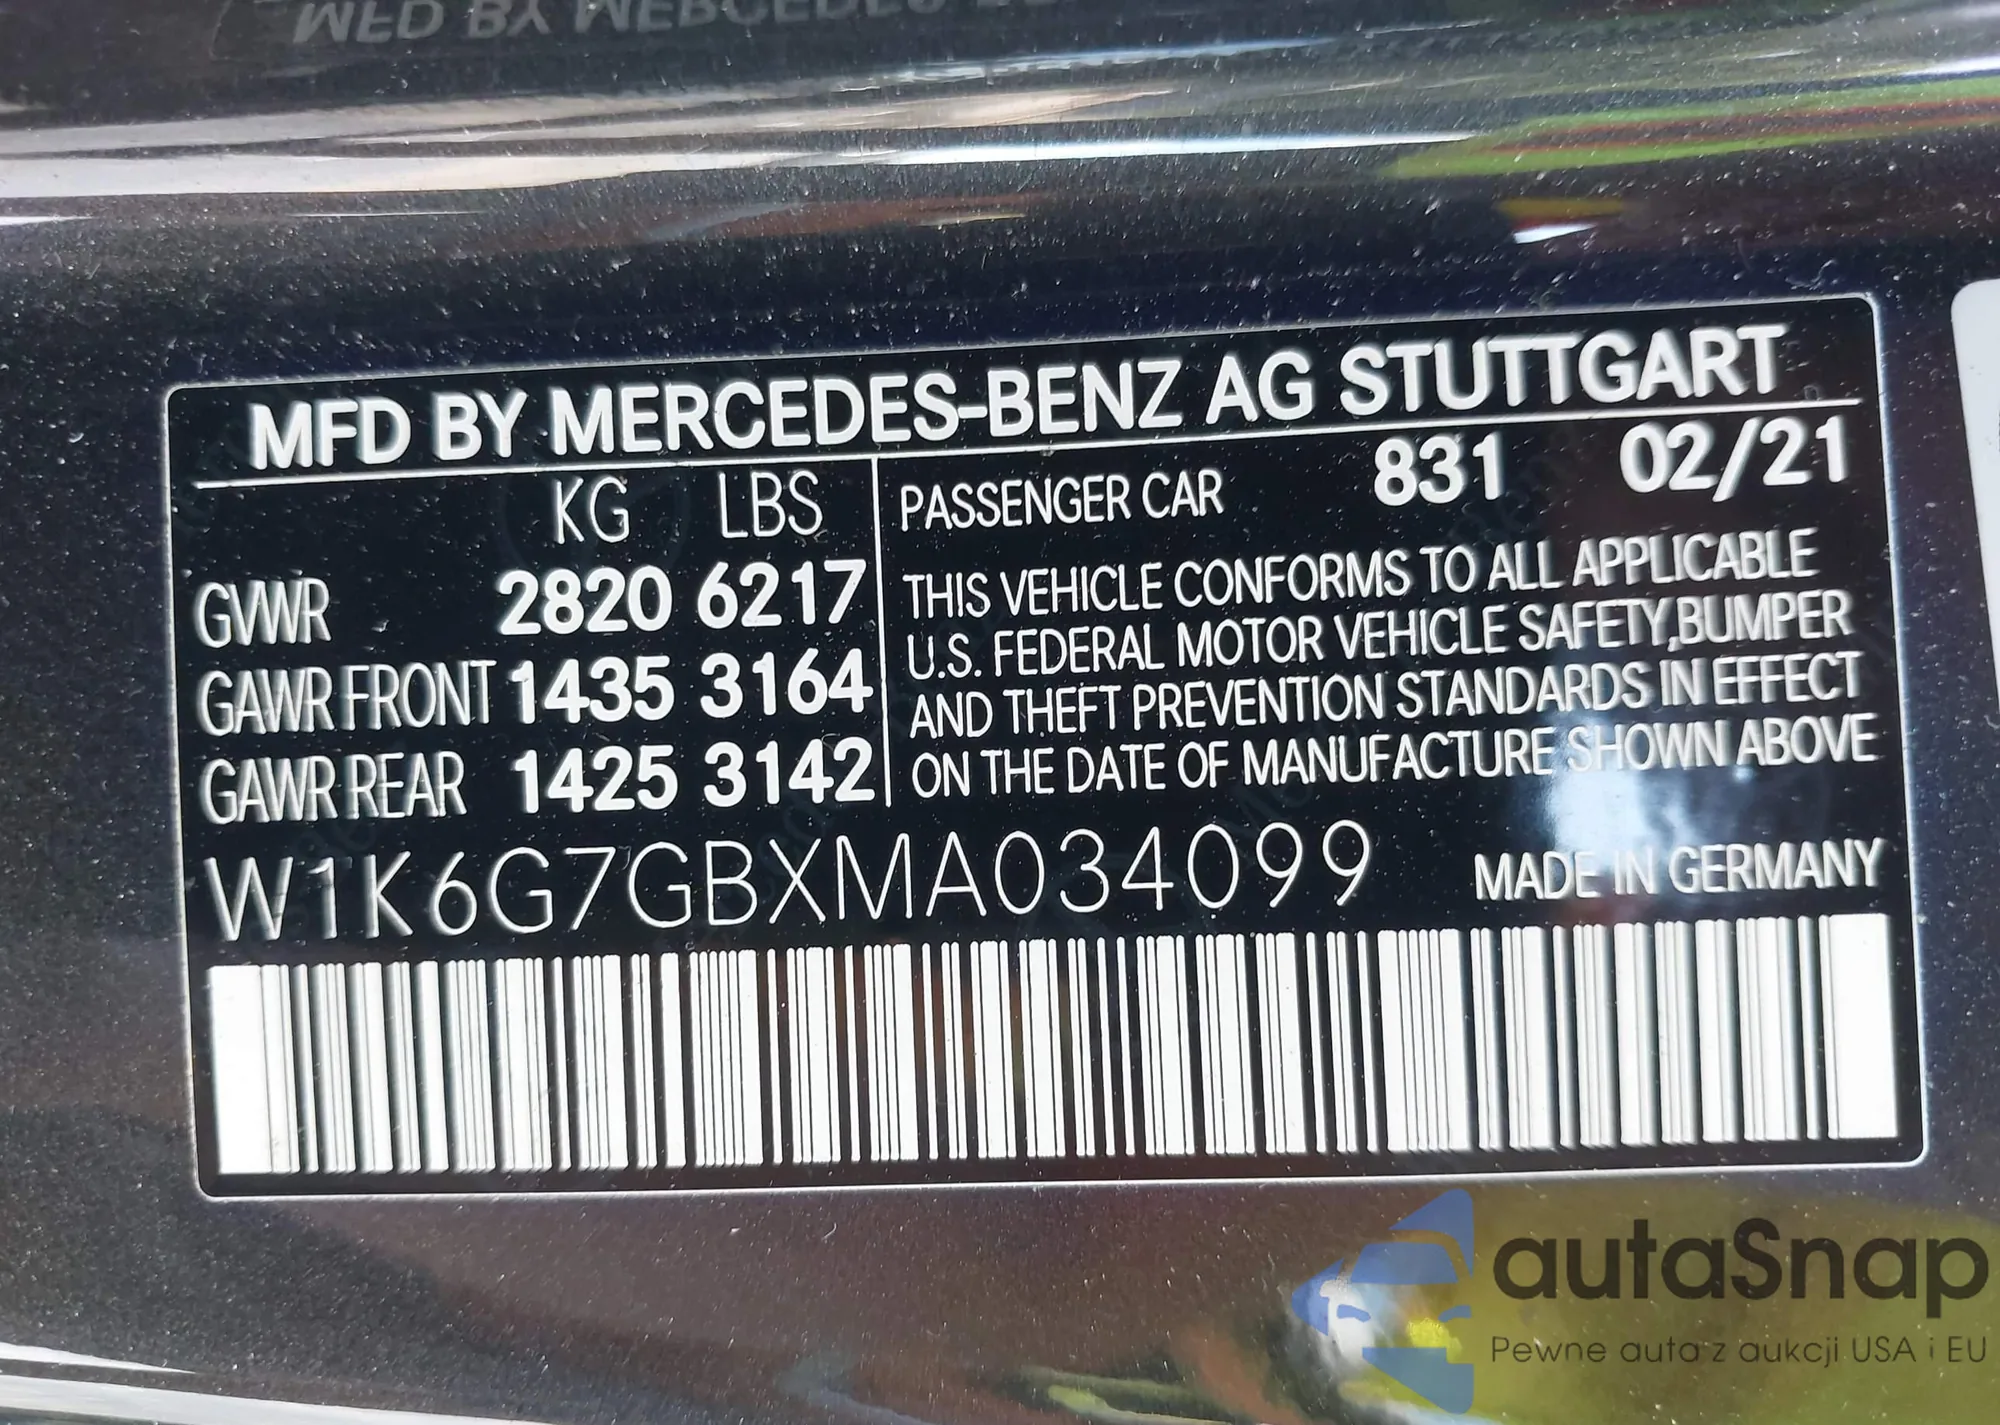 MFD BY MERCEDES
MFD BY MERCEDES-BENZ AG STUTTGART
KG LBS PASSENGER CAR 831 02/21
GVWR 2820 6217
GAWR FRONT 1435 3164
GAWR REAR 1425 3142
THIS VEHICLE CONFORMS TO ALL APPLICABLE
U.S. FEDERAL MOTOR VEHICLE SAFETY,BUMPER
AND THEFT PREVENTION STANDARDS IN EFFECT
ON THE DATE OF MANUFACTURE SHOWN ABOVE
W1K6G7GBXMA034099 MADE IN GERMANY
autaSnap
Pewne auta z aukcji USA i EU